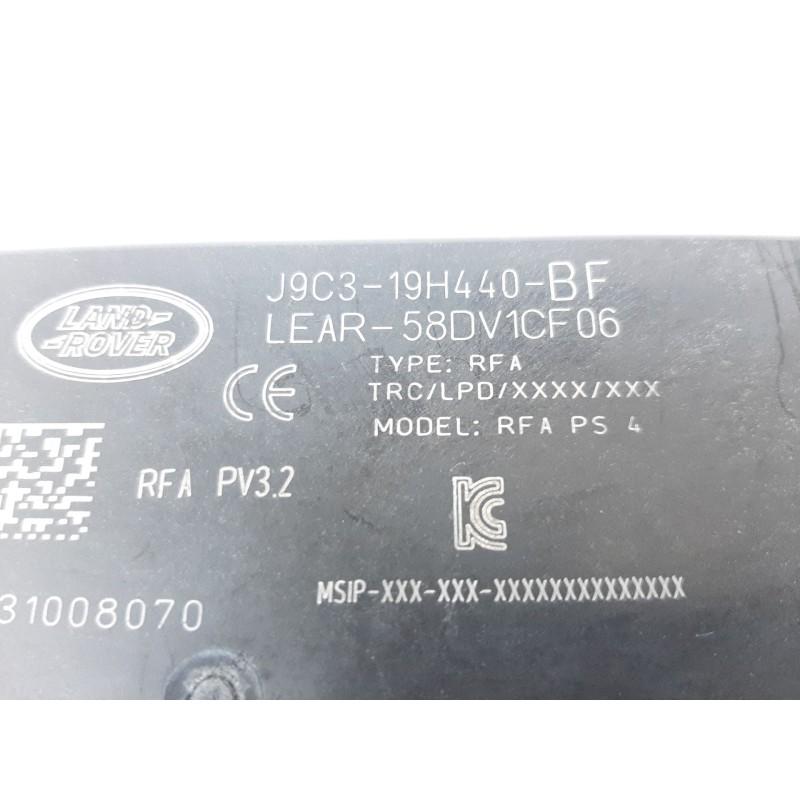 J9C3-19H440-BF
LAND-
-ROVER
LEAR-58DV1CF06
TYPE: RFA
CE
TRC/LPD/XXXX/XXX
MODEL: RFA PS 4
RFA PV3.2
KC
MSIP-XXX-XXX-XXXXXXXXXXXXXX
31008070